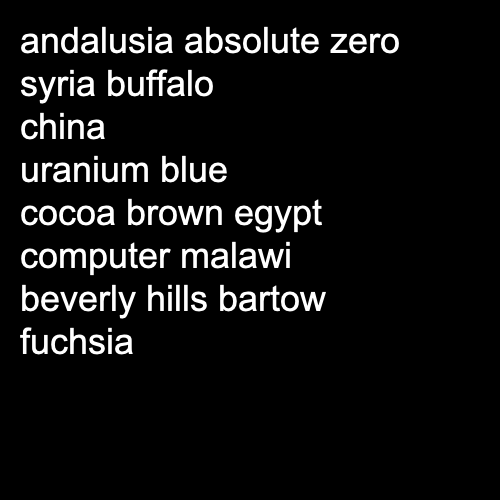 andalusia absolute zero
syria buffalo
china
uranium blue
cocoa brown egypt
computer malawi
beverly hills bartow
fuchsia